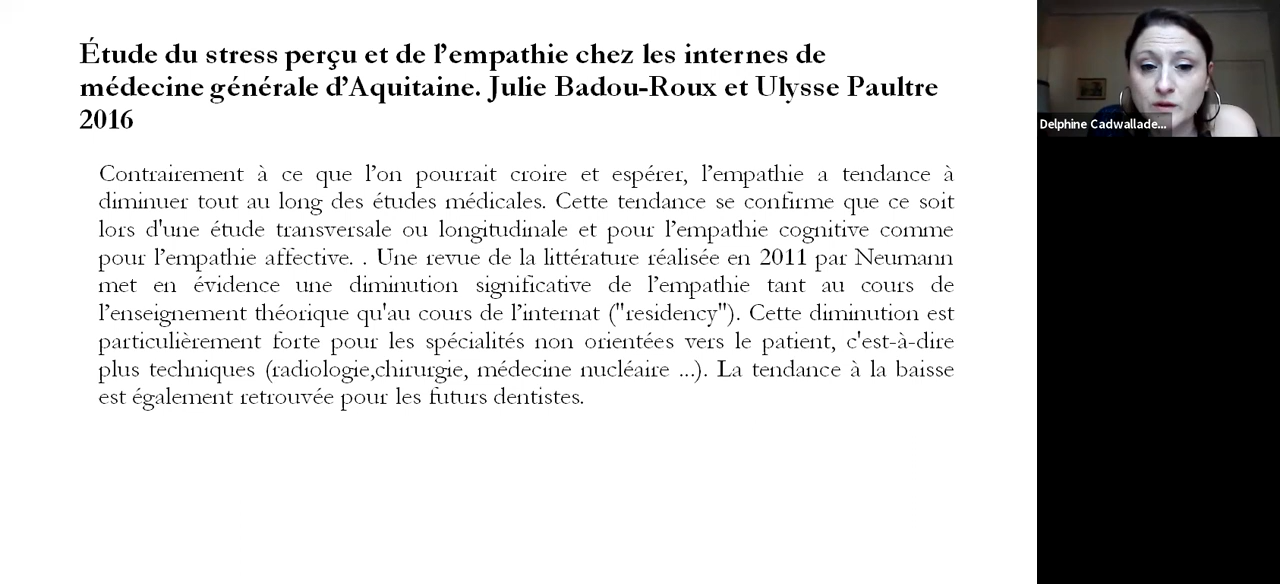 Étude du stress perçu et de l'empathie chez les internes de
médecine générale d'Aquitaine. Julie Badou-Roux et Ulysse Paultre
2016
Contrairement à ce que l'on pourrait croire et espérer, l'empathie a tendance à
diminuer tout au long des études médicales. Cette tendance se confirme que ce soit
lors d'une étude transversale ou longitudinale et pour l'empathie cognitive comme
pour l'empathie affective. . Une revue de la littérature réalisée en 2011 par Neumann
met en évidence une diminution significative de l'empathie tant au cours de
l'enseignement théorique qu'au cours de l'internat ("residency"). Cette diminution est
particulièrement forte pour les spécialités non orientées vers le patient, c'est-à-dire
plus techniques (radiologie,chirurgie, médecine nucléaire ...). La tendance à la baisse
est également retrouvée pour les futurs dentistes.
Delphine Cadwallade...